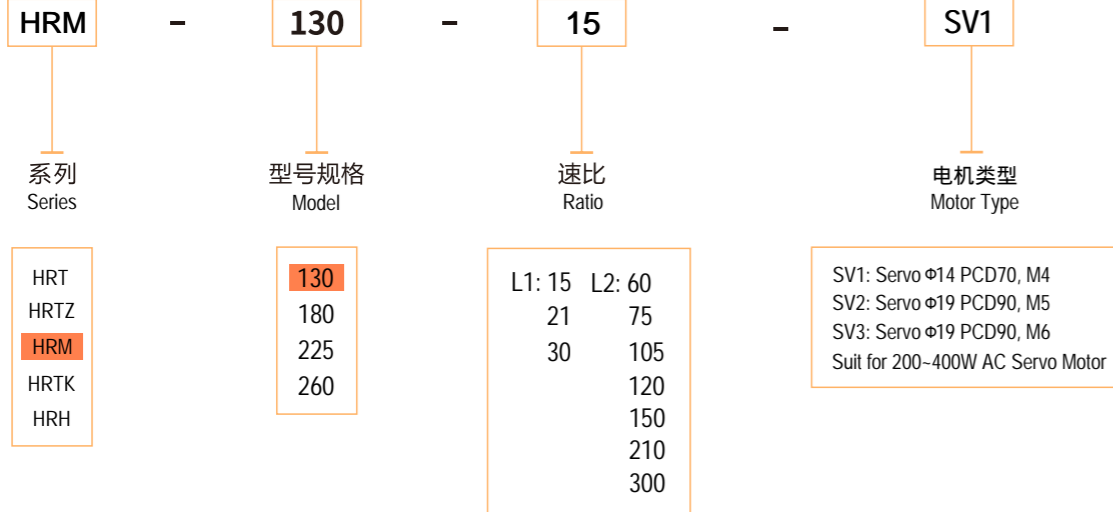 HRM - 130 - 15 - SV1
系列
Series
型号规格
Model
速比
Ratio
电机类型
Motor Type
HRT
HRTZ
HRM
HRTK
HRH
130
180
225
260
L1: 15 L2: 60
21 75
30 105
120
150
210
300
SV1: Servo Φ14 PCD70, M4
SV2: Servo Φ19 PCD90, M5
SV3: Servo Φ19 PCD90, M6
Suit for 200~400W AC Servo Motor